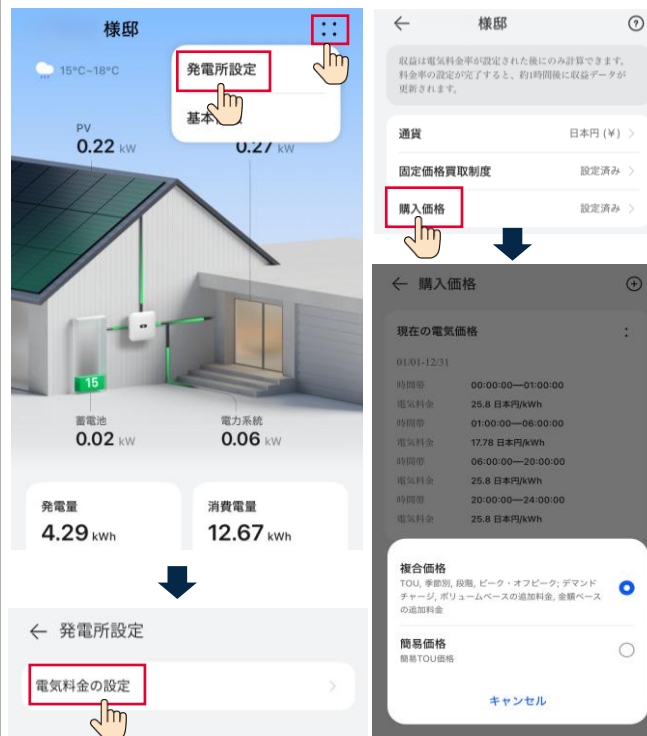 様邸
15°C~18°C
発電所設定
基本
PV
0.22 kW
0.27 kW
15
蓄電池
0.02 kW
電力系統
0.06 kW
発電量
4.29 kWh
消費電量
12.67 kWh
← 発電所設定
電気料金の設定
← 様邸
収益は電気料金率が設定された後にのみ計算できます。
料金率の設定が完了すると、約1時間後に収益データが
更新されます。
通貨 日本円 (¥)
固定価格買取制度 設定済み
購入価格 設定済み
← 購入価格
現在の電気価格
01/01-12/31
時間帯 00:00:00—01:00:00
電気料金 25.8 日本円/kWh
時間帯 01:00:00—06:00:00
電気料金 17.78 日本円/kWh
時間帯 06:00:00—20:00:00
電気料金 25.8 日本円/kWh
時間帯 20:00:00—24:00:00
電気料金 25.8 日本円/kWh
複合価格
TOU, 季節別, 段階, ピーク・オフピーク; デマンド
チャージ, ボリュームベースの追加料金, 金額ベース
の追加料金
簡易価格
簡易TOU価格
キャンセル